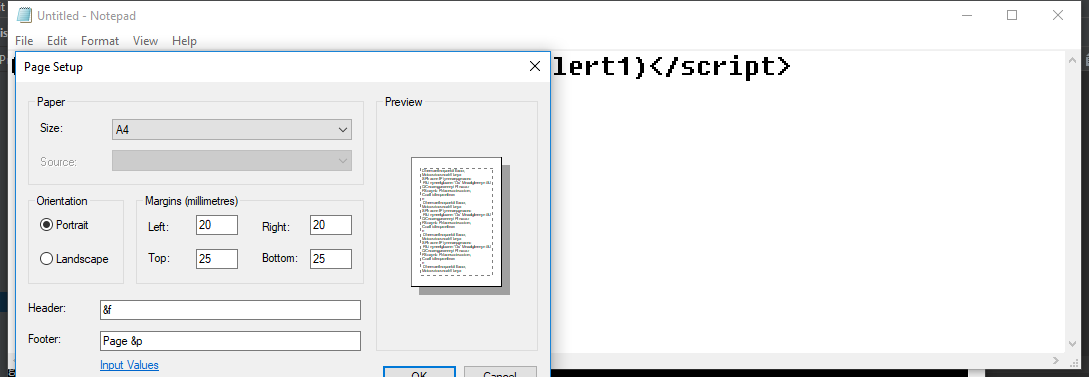 Untitled - Notepad
File Edit Format View Help
lert1)</script>
Page Setup
Paper
Size: A4
Source:
Preview
Orientation
Portrait
Landscape
Margins (millimetres)
Left: 20 Right: 20
Top: 25 Bottom: 25
Header: &f
Footer: Page &p
Input Values
OK Cancel